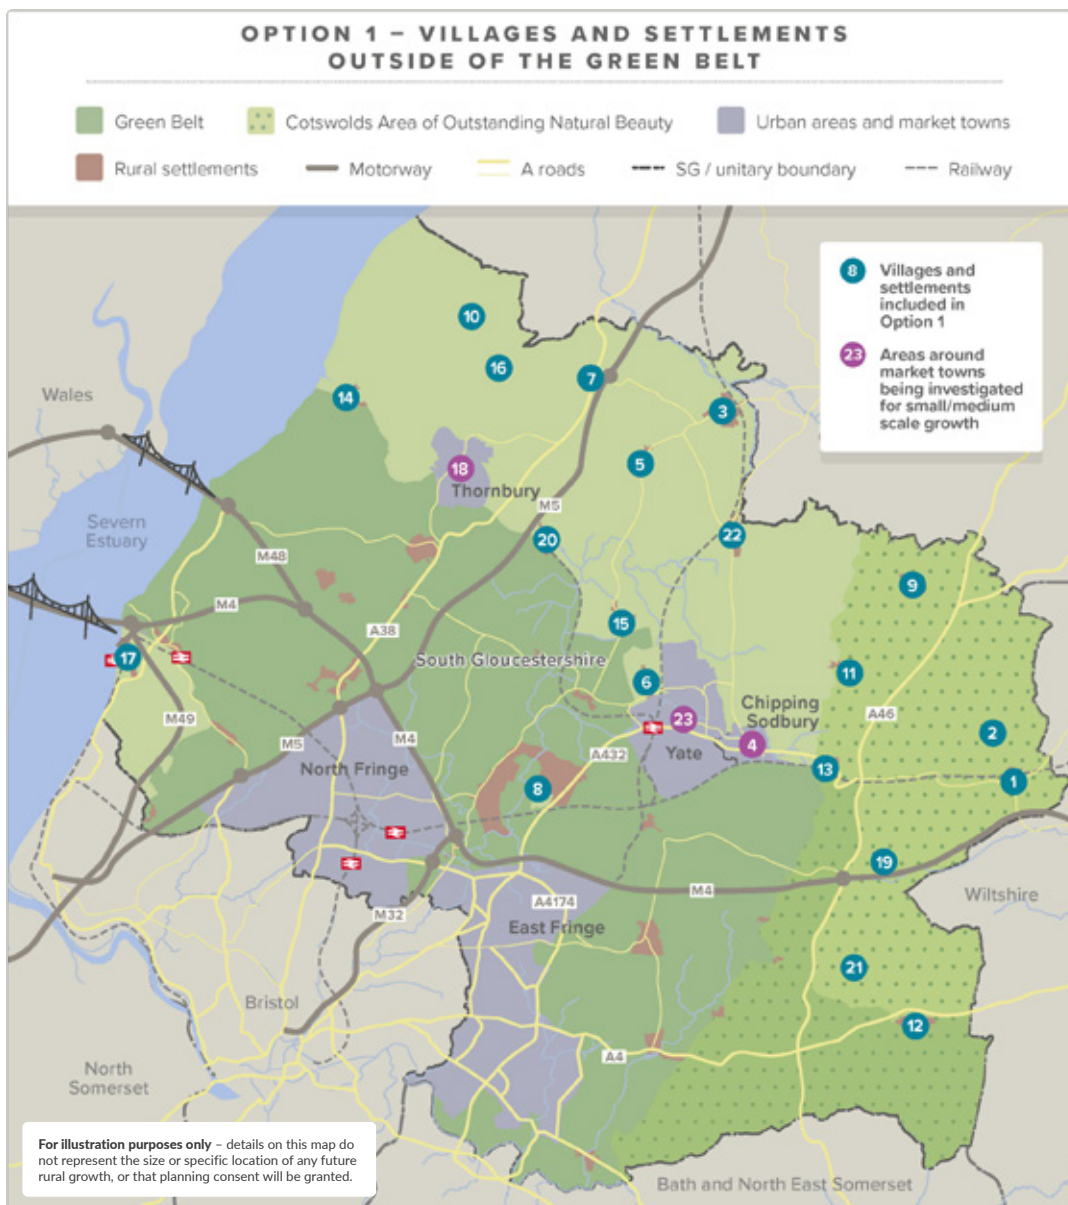 OPTION 1 – VILLAGES AND SETTLEMENTS
OUTSIDE OF THE GREEN BELT
Green Belt
Cotswolds Area of Outstanding Natural Beauty
Urban areas and market towns
Rural settlements
Motorway
A roads
SG / unitary boundary
Railway
8
Villages and
settlements
included in
Option 1
23
Areas around
market towns
being investigated
for small/medium
scale growth
10
16
7
14
3
Wales
18
5
Thornbury
M5
Severn
Estuary
20
22
M48
9
M4
15
A38
17
South Gloucestershire
6
11
Chipping
Sodbury
M49
23
A46
2
M5
M4
A432
Yate
4
North Fringe
13
1
8
19
M4
Wiltshire
A4174
M32
East Fringe
21
Bristol
12
A4
North
Somerset
For illustration purposes only – details on this map do
not represent the size or specific location of any future
rural growth, or that planning consent will be granted.
Bath and North East Somerset